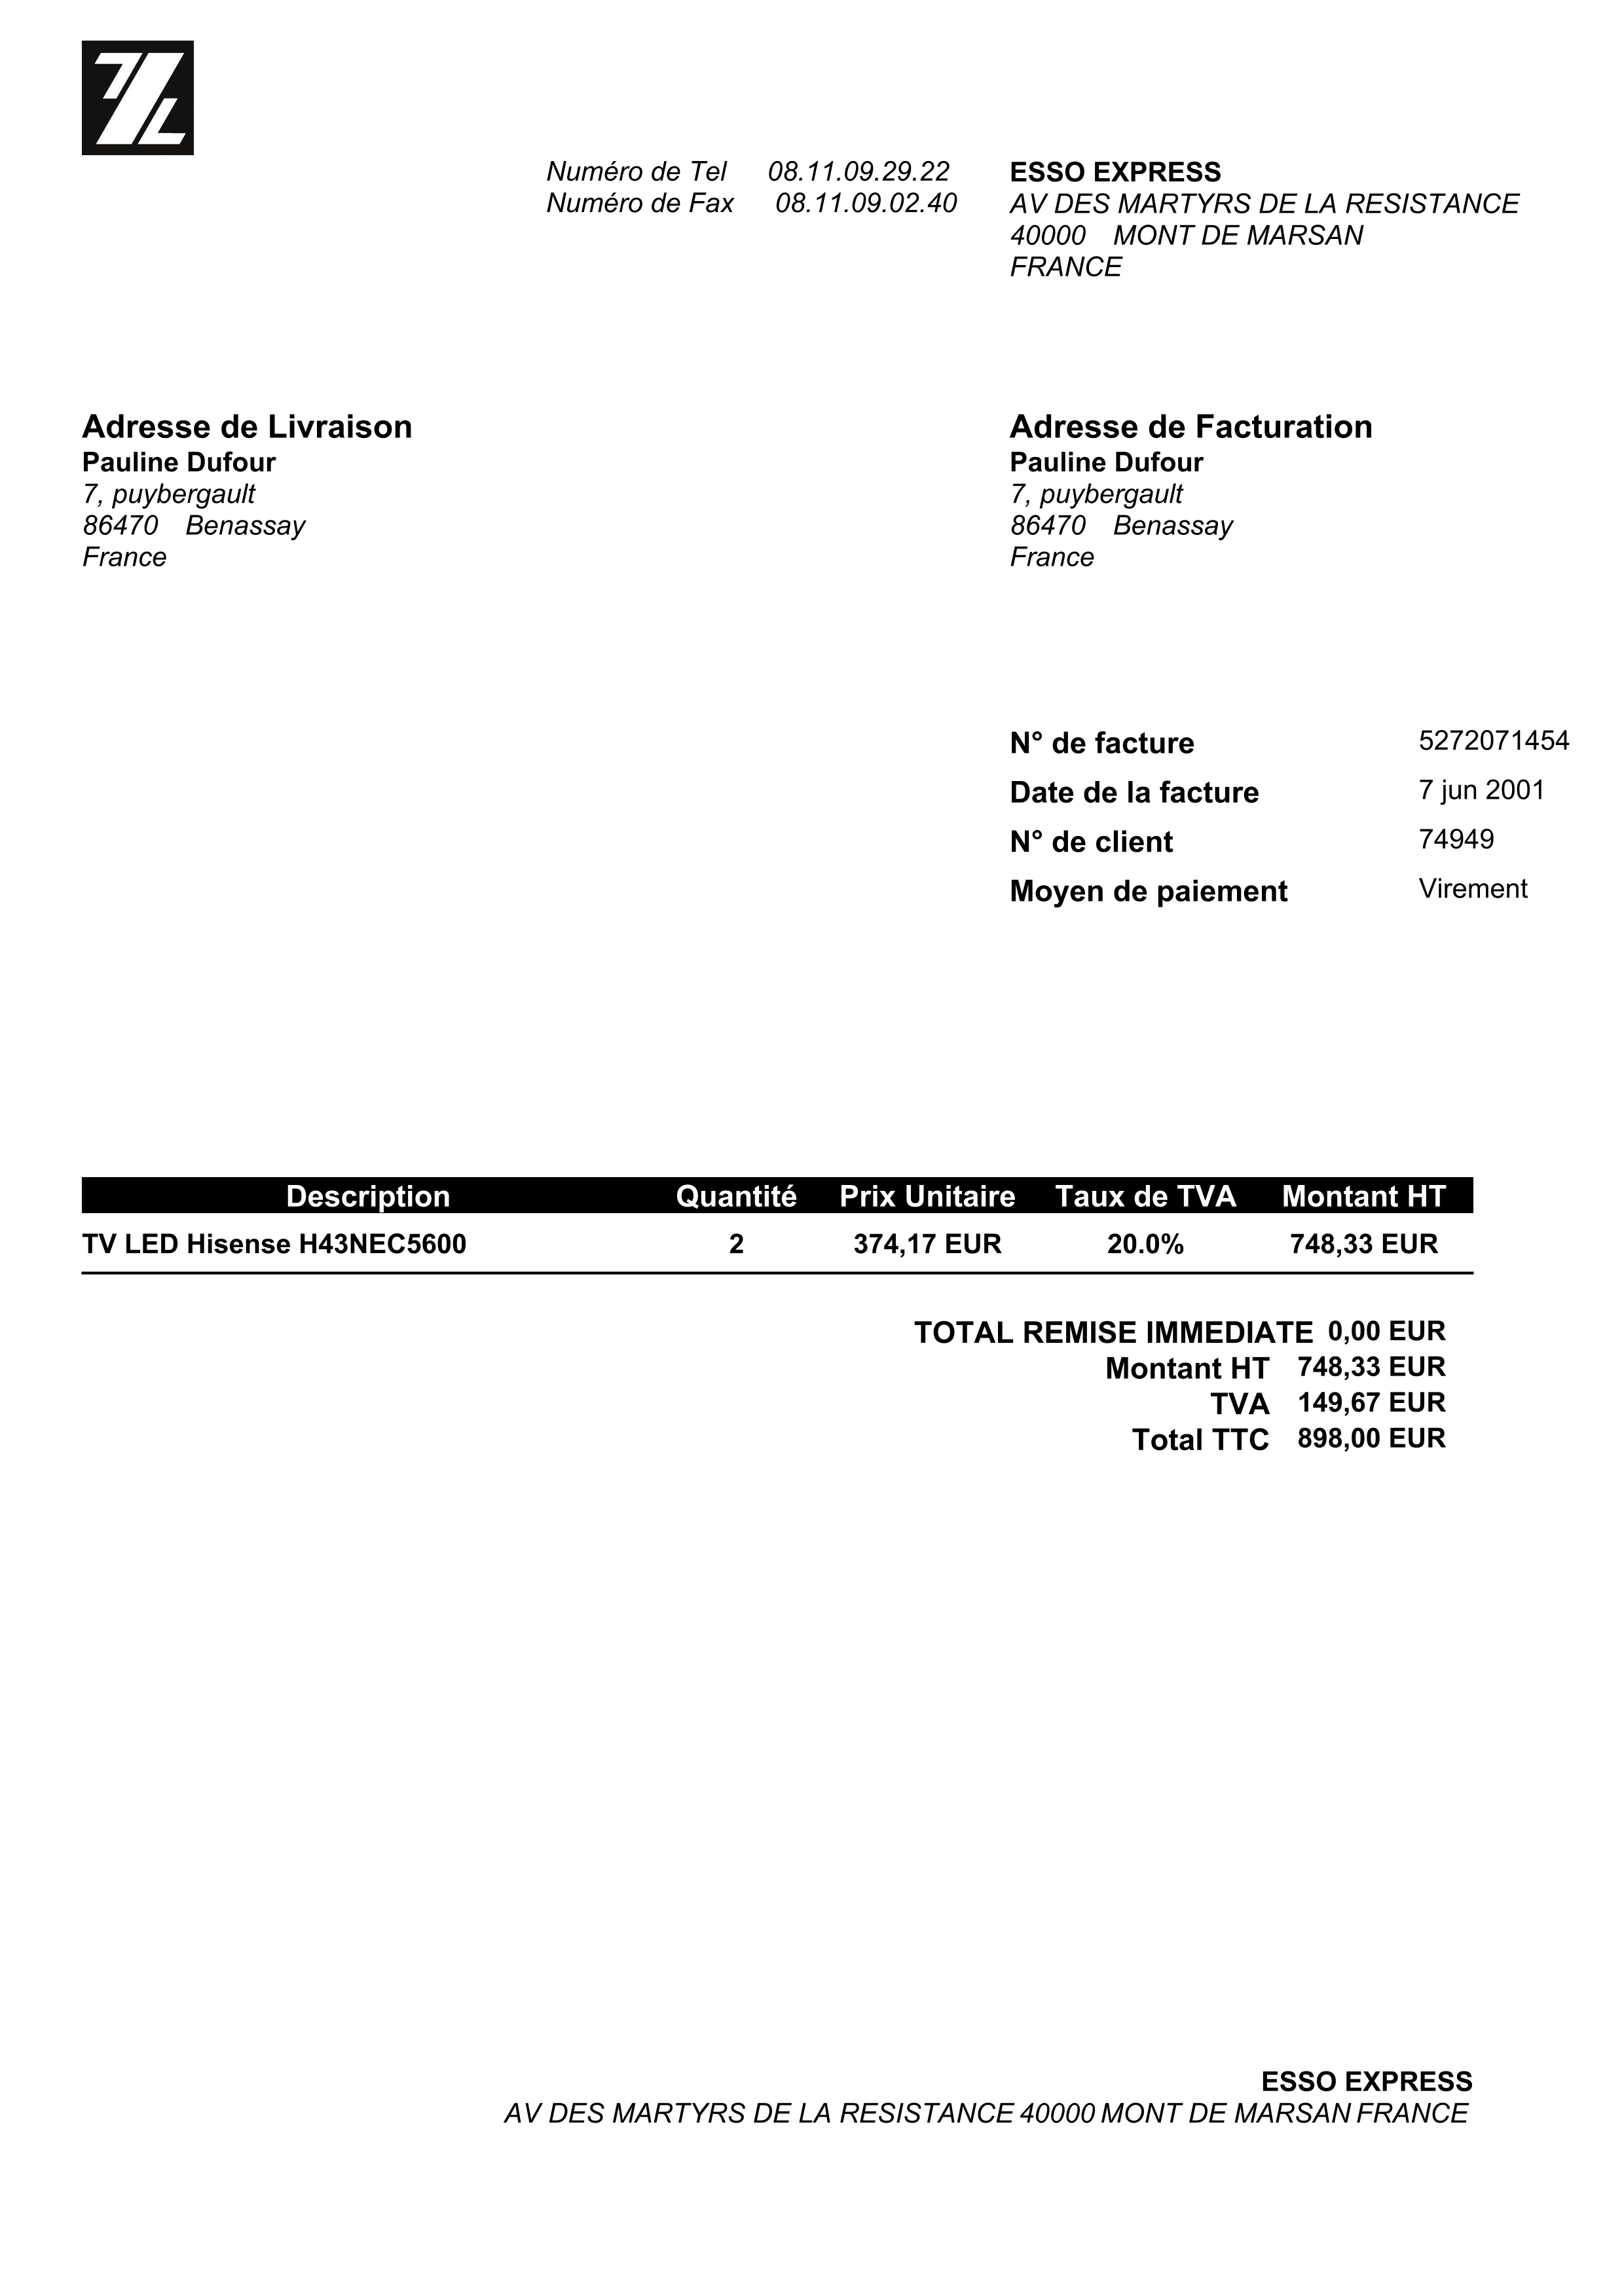 Numéro de Tel 08.11.09.29.22
Numéro de Fax 08.11.09.02.40
ESSO EXPRESS
AV DES MARTYRS DE LA RESISTANCE
40000 MONT DE MARSAN
FRANCE
Adresse de Livraison
Pauline Dufour
7, puybergault
86470 Benassay
France
Adresse de Facturation
Pauline Dufour
7, puybergault
86470 Benassay
France
N° de facture 5272071454
Date de la facture 7 jun 2001
N° de client 74949
Moyen de paiement Virement
Description Quantité Prix Unitaire Taux de TVA Montant HT
TV LED Hisense H43NEC5600 2 374,17 EUR 20.0% 748,33 EUR
TOTAL REMISE IMMEDIATE 0,00 EUR
Montant HT 748,33 EUR
TVA 149,67 EUR
Total TTC 898,00 EUR
ESSO EXPRESS
AV DES MARTYRS DE LA RESISTANCE 40000 MONT DE MARSAN FRANCE